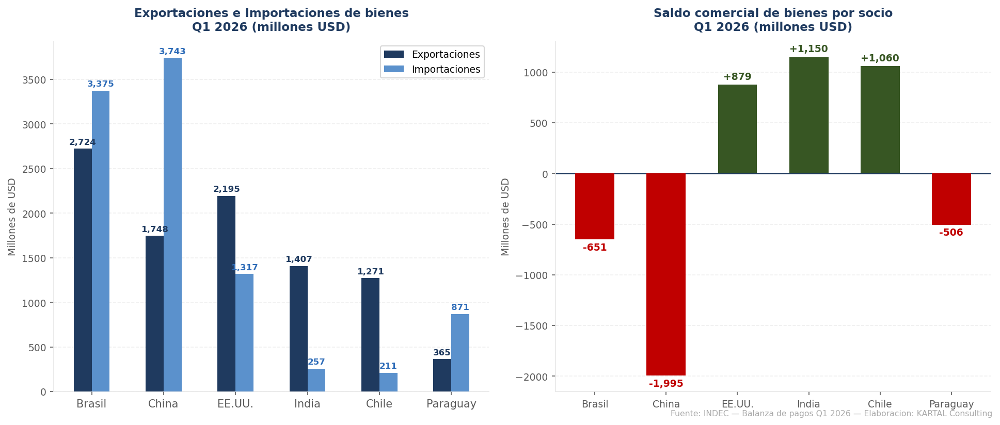 Exportaciones e Importaciones de bienes
Q1 2026 (millones USD)
Exportaciones
Importaciones
Millones de USD
3500
3000
2500
2000
1500
1000
500
0
2,724
3,375
1,748
3,743
2,195
1,317
1,407
257
1,271
211
365
871
Brasil
China
EE.UU.
India
Chile
Paraguay
Saldo comercial de bienes por socio
Q1 2026 (millones USD)
Millones de USD
1000
500
0
−500
−1000
−1500
−2000
-651
-1,995
+879
+1,150
+1,060
-506
Brasil
China
EE.UU.
India
Chile
Paraguay
Fuente: INDEC — Balanza de pagos Q1 2026 — Elaboracion: KARTAL Consulting